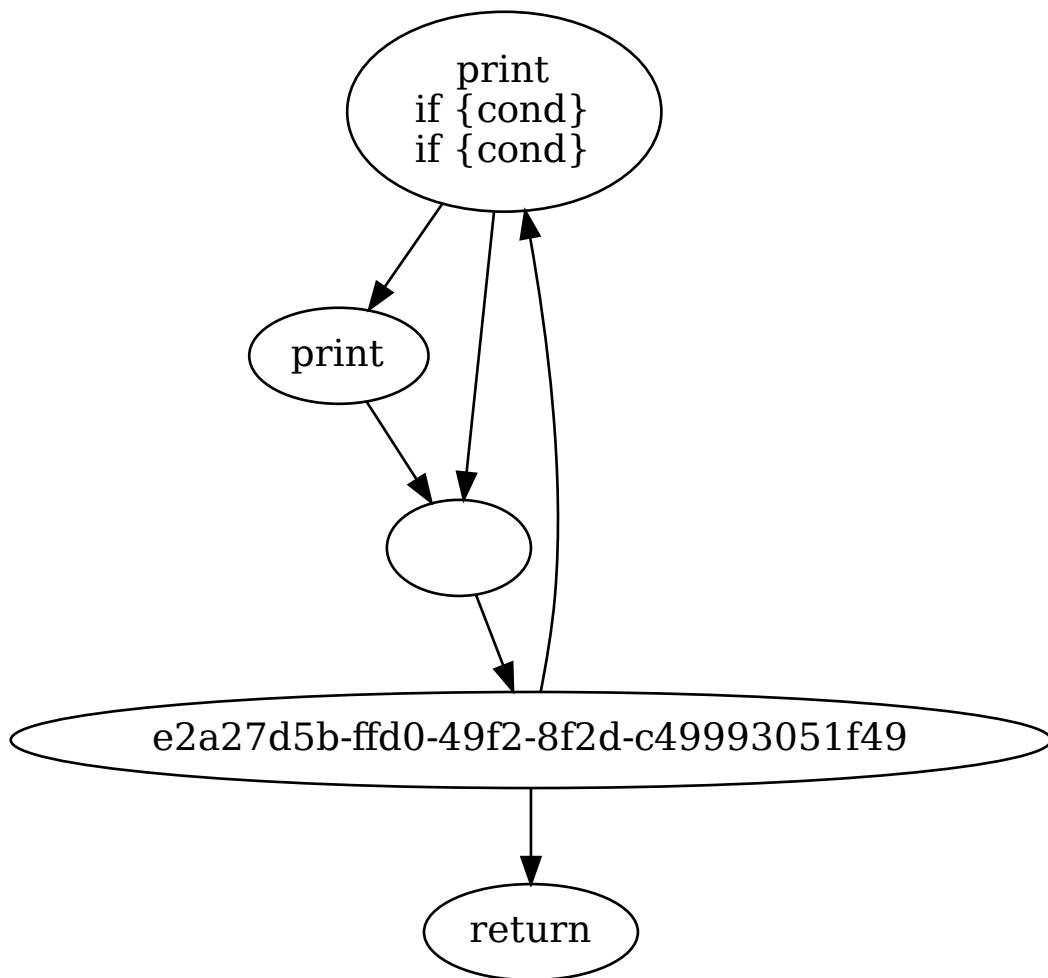 print
if {cond}
if {cond}
print
e2a27d5b-ffd0-49f2-8f2d-c49993051f49
return